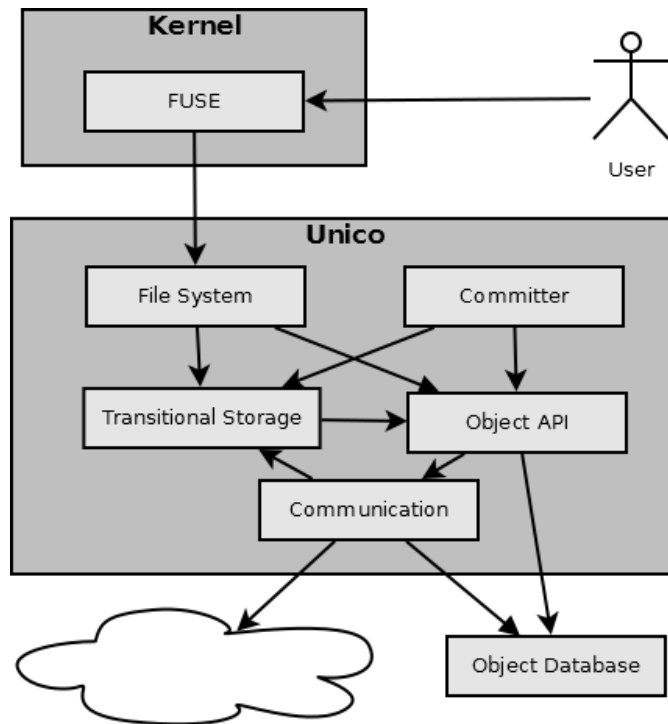 Kernel
FUSE
User
Unico
File System
Committer
Transitional Storage
Object API
Communication
Object Database